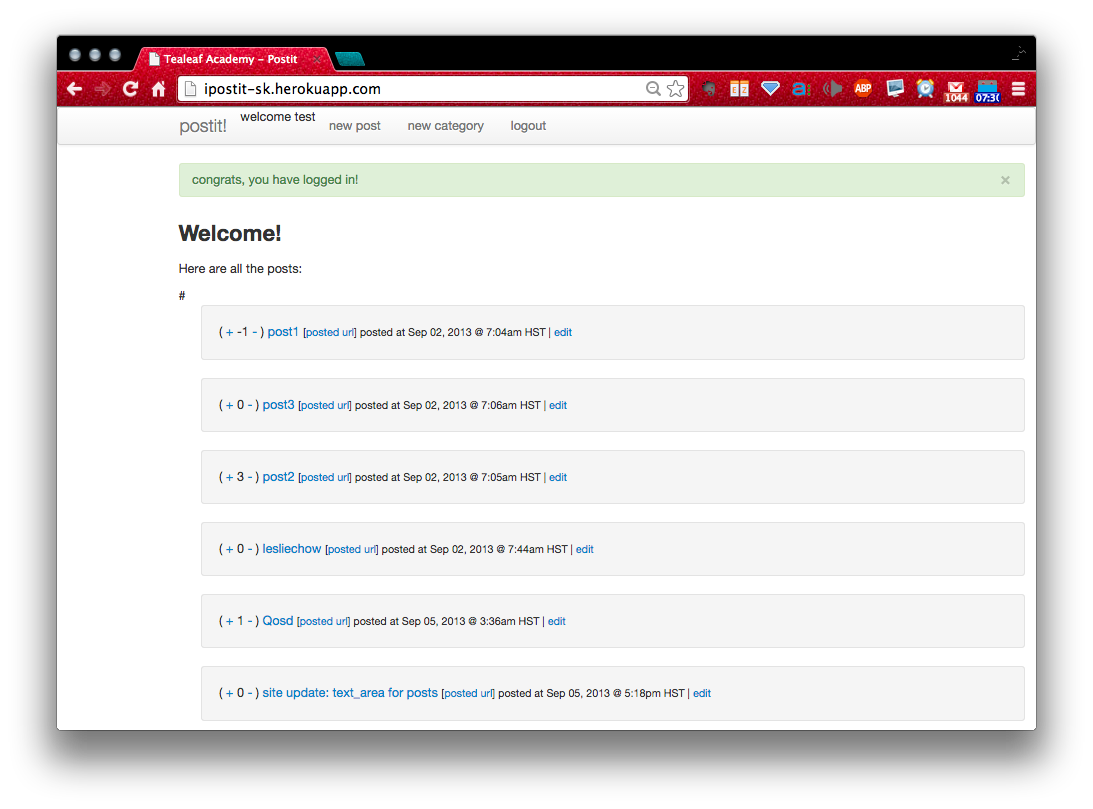 Tealeaf Academy – Postit
ipostit-sk.herokuapp.com
ABP
1044
07:30
postit! welcome test new post new category logout
congrats, you have logged in! ×
Welcome!
Here are all the posts:
#
( + -1 - ) post1 [posted url] posted at Sep 02, 2013 @ 7:04am HST | edit
( + 0 - ) post3 [posted url] posted at Sep 02, 2013 @ 7:06am HST | edit
( + 3 - ) post2 [posted url] posted at Sep 02, 2013 @ 7:05am HST | edit
( + 0 - ) lesliechow [posted url] posted at Sep 02, 2013 @ 7:44am HST | edit
( + 1 - ) Qosd [posted url] posted at Sep 05, 2013 @ 3:36am HST | edit
( + 0 - ) site update: text_area for posts [posted url] posted at Sep 05, 2013 @ 5:18pm HST | edit